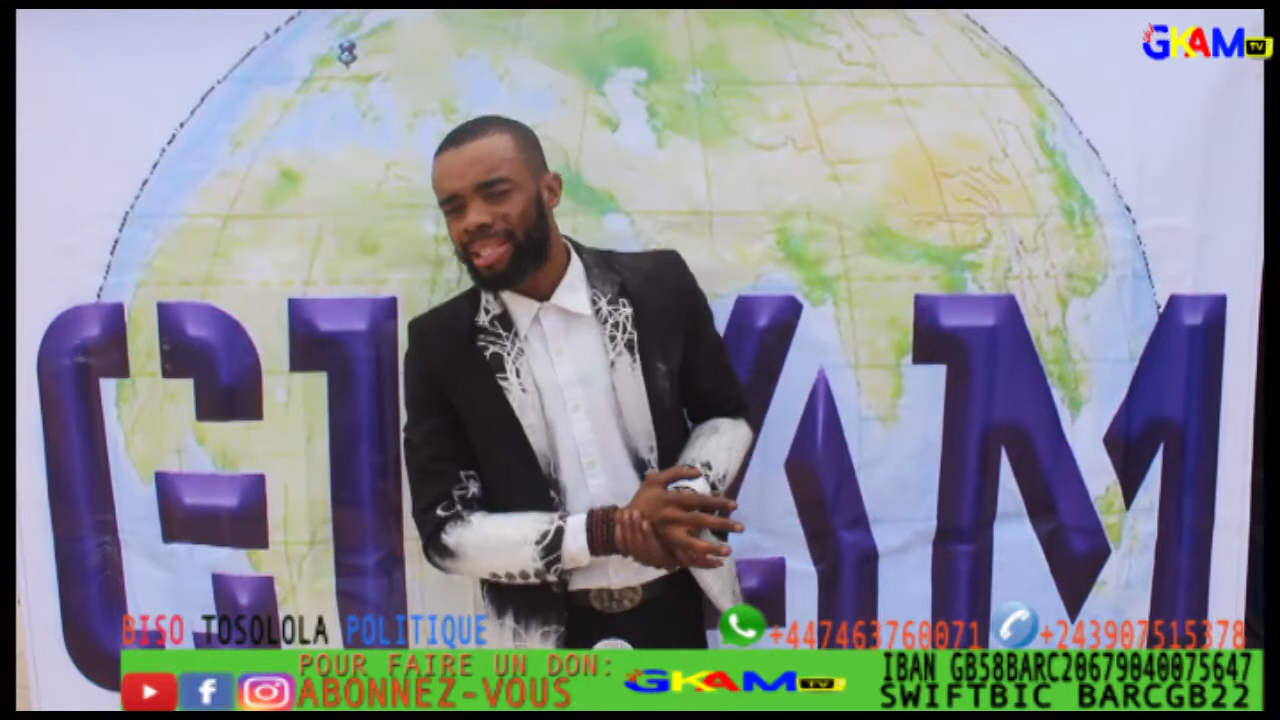 GKAM TV
GKAM
BISO TOSOLOLA POLITIQUE
+447463760071
+243907515378
POUR FAIRE UN DON:
ABONNEZ-VOUS
GKAM TV
IBAN GB58BARC20679040075647
SWIFTBIC BARCGB22